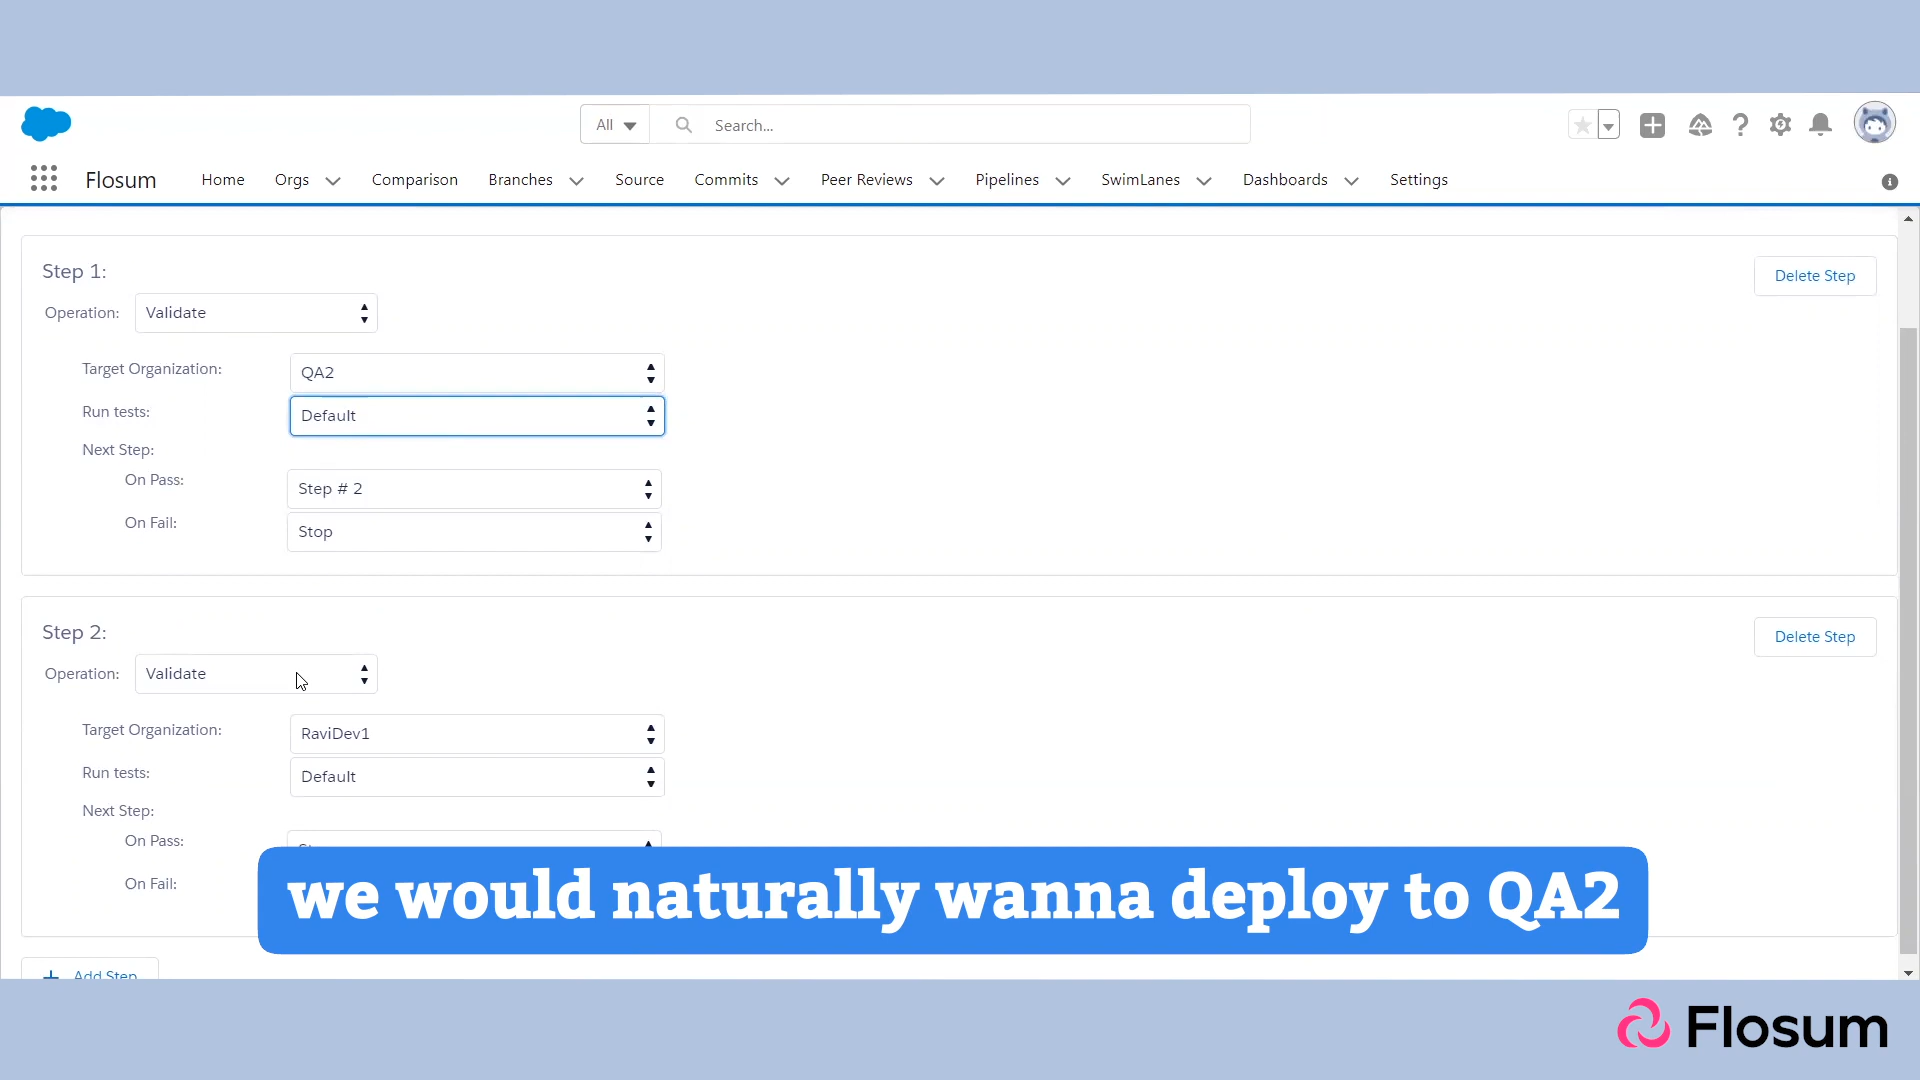 All
Search...
Flosum
Home
Orgs
Comparison
Branches
Source
Commits
Peer Reviews
Pipelines
SwimLanes
Dashboards
Settings
Step 1:
Delete Step
Operation:
Validate
Target Organization:
QA2
Run tests:
Default
Next Step:
On Pass:
Step # 2
On Fail:
Stop
Step 2:
Delete Step
Operation:
Validate
Target Organization:
RaviDev1
Run tests:
Default
Next Step:
On Pass:
On Fail:
we would naturally wanna deploy to QA2
Add Step
Flosum